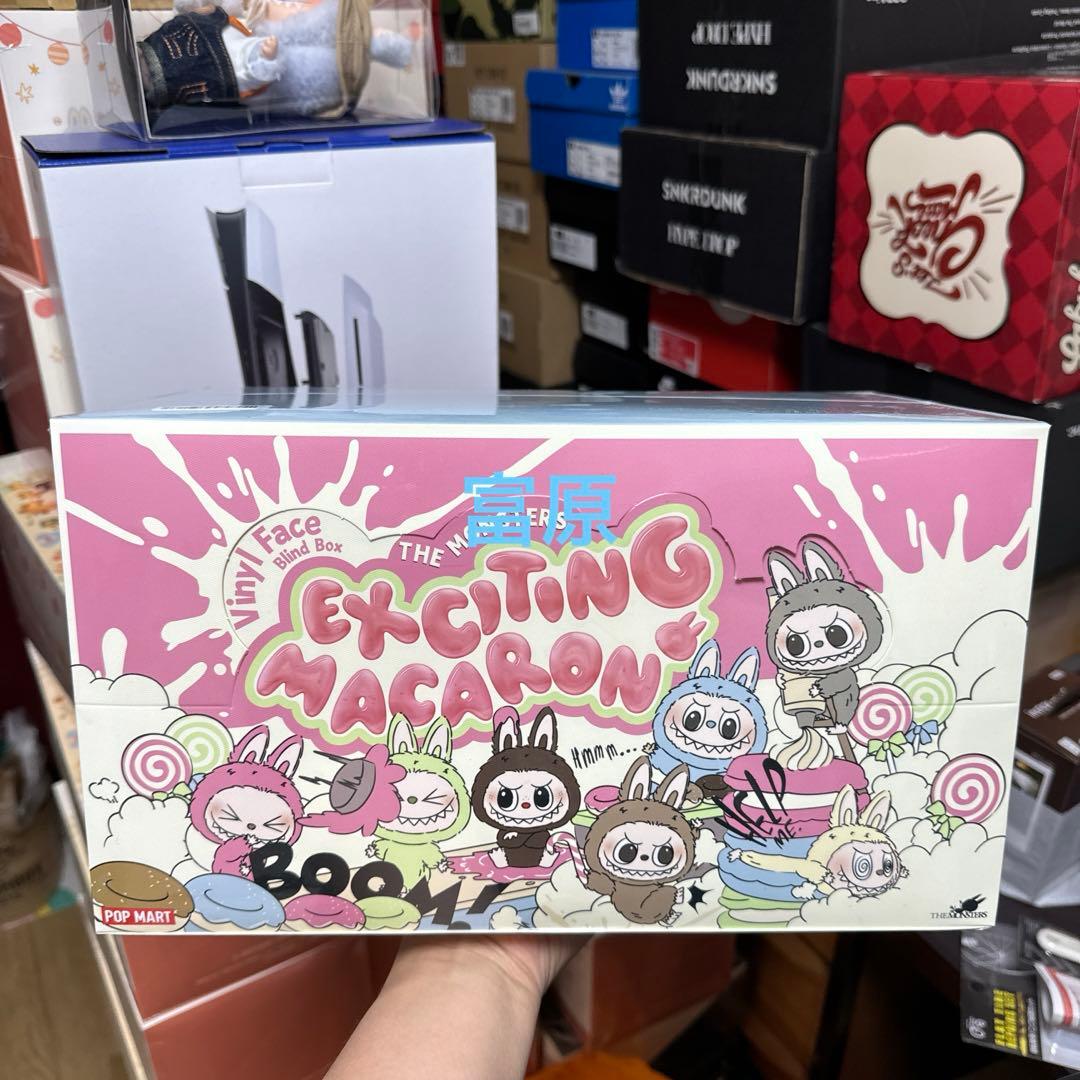 HYPE DROP
SNKRDUNK
SNKRDUNK
HYPE DROP
富原
Vinyl Face
Blind Box
THE MONSTERS
EXCITING
MACARON
Hmmm...
HELP
ME.
BOOM!
POP MART
THE MONSTERS